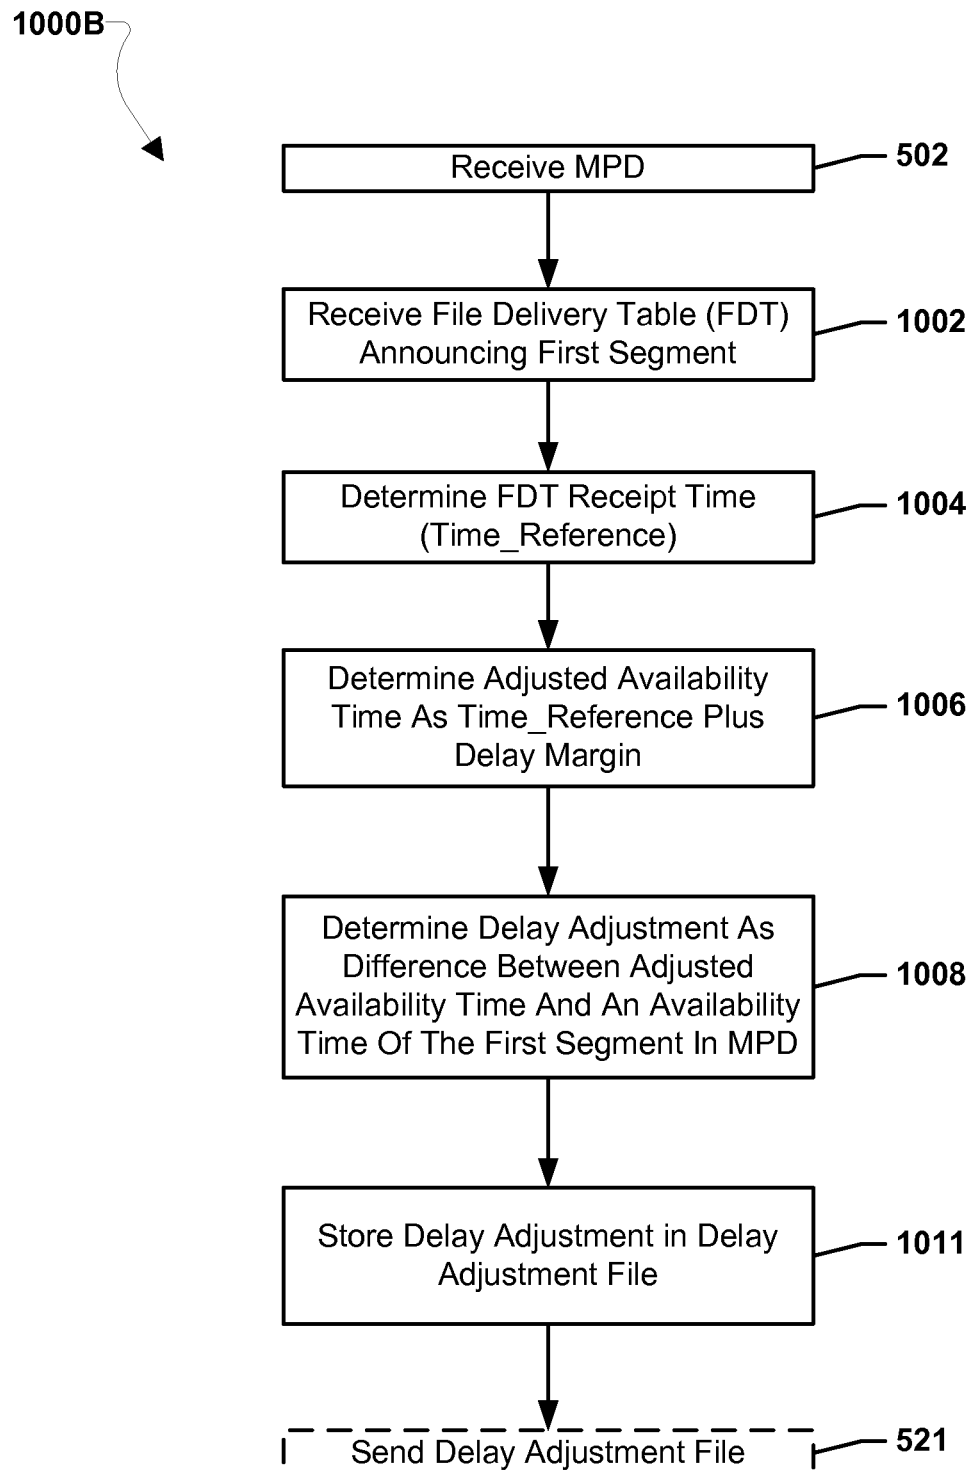 1000B
Receive MPD
502
Receive File Delivery Table (FDT)
Announcing First Segment
1002
Determine FDT Receipt Time
(Time_Reference)
1004
Determine Adjusted Availability
Time As Time_Reference Plus
Delay Margin
1006
Determine Delay Adjustment As
Difference Between Adjusted
Availability Time And An Availability
Time Of The First Segment In MPD
1008
Store Delay Adjustment in Delay
Adjustment File
1011
Send Delay Adjustment File
521